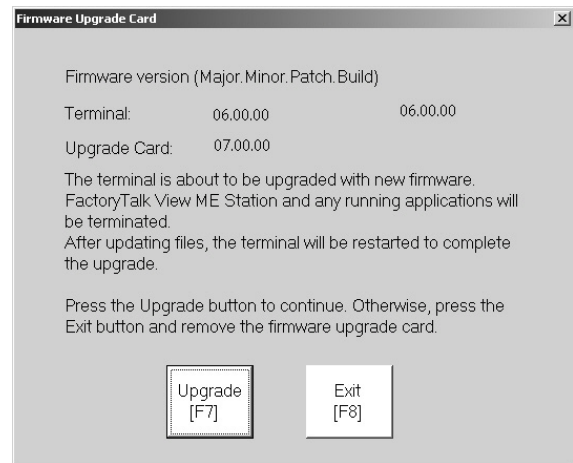 Firmware Upgrade Card
Firmware version (Major.Minor.Patch.Build)
Terminal: 06.00.00 06.00.00
Upgrade Card: 07.00.00
The terminal is about to be upgraded with new firmware.
FactoryTalk View ME Station and any running applications will
be terminated.
After updating files, the terminal will be restarted to complete
the upgrade.
Press the Upgrade button to continue. Otherwise, press the
Exit button and remove the firmware upgrade card.
Upgrade
[F7]
Exit
[F8]